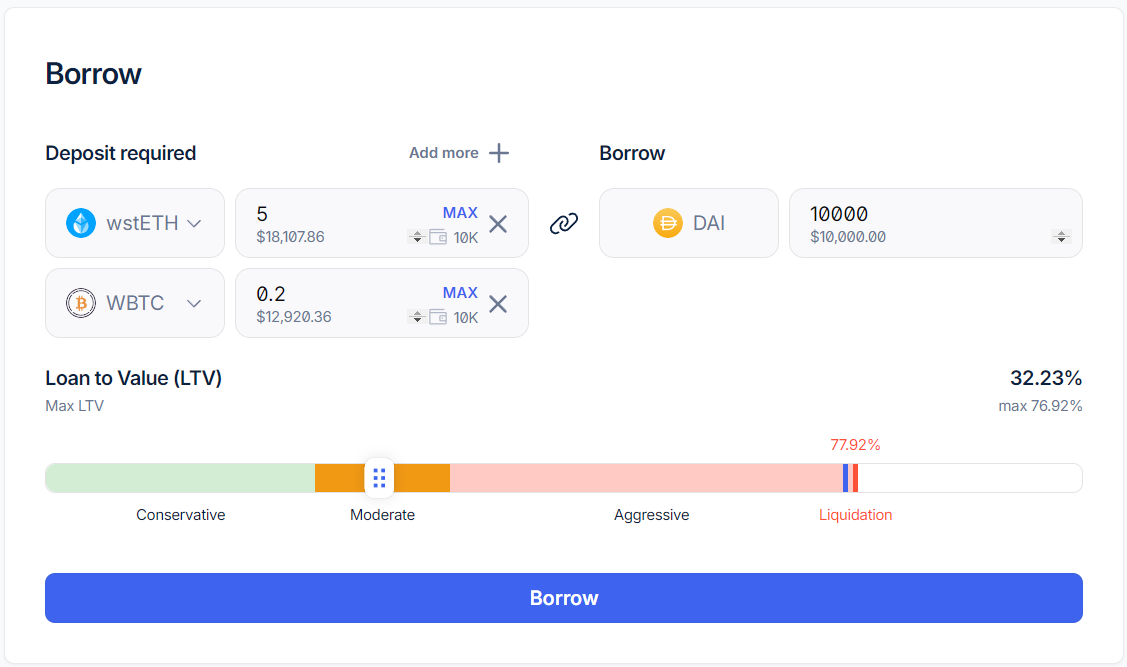 Borrow
Deposit required
Add more
Borrow
wstETH
5
MAX
$18,107.86
10K
DAI
10000
$10,000.00
WBTC
0.2
MAX
$12,920.36
10K
Loan to Value (LTV)
32.23%
Max LTV
max 76.92%
77.92%
Conservative
Moderate
Aggressive
Liquidation
Borrow